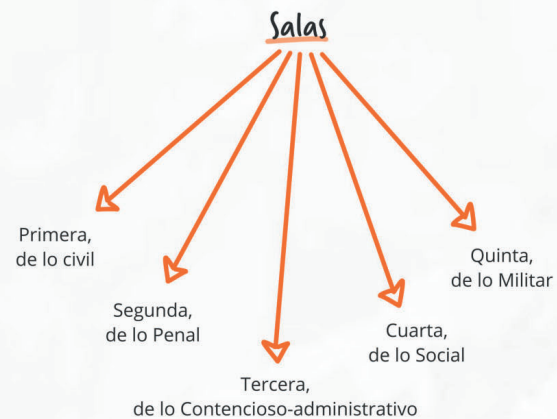 Salas
Primera,
de lo civil
Segunda,
de lo Penal
Tercera,
de lo Contencioso-administrativo
Cuarta,
de lo Social
Quinta,
de lo Militar